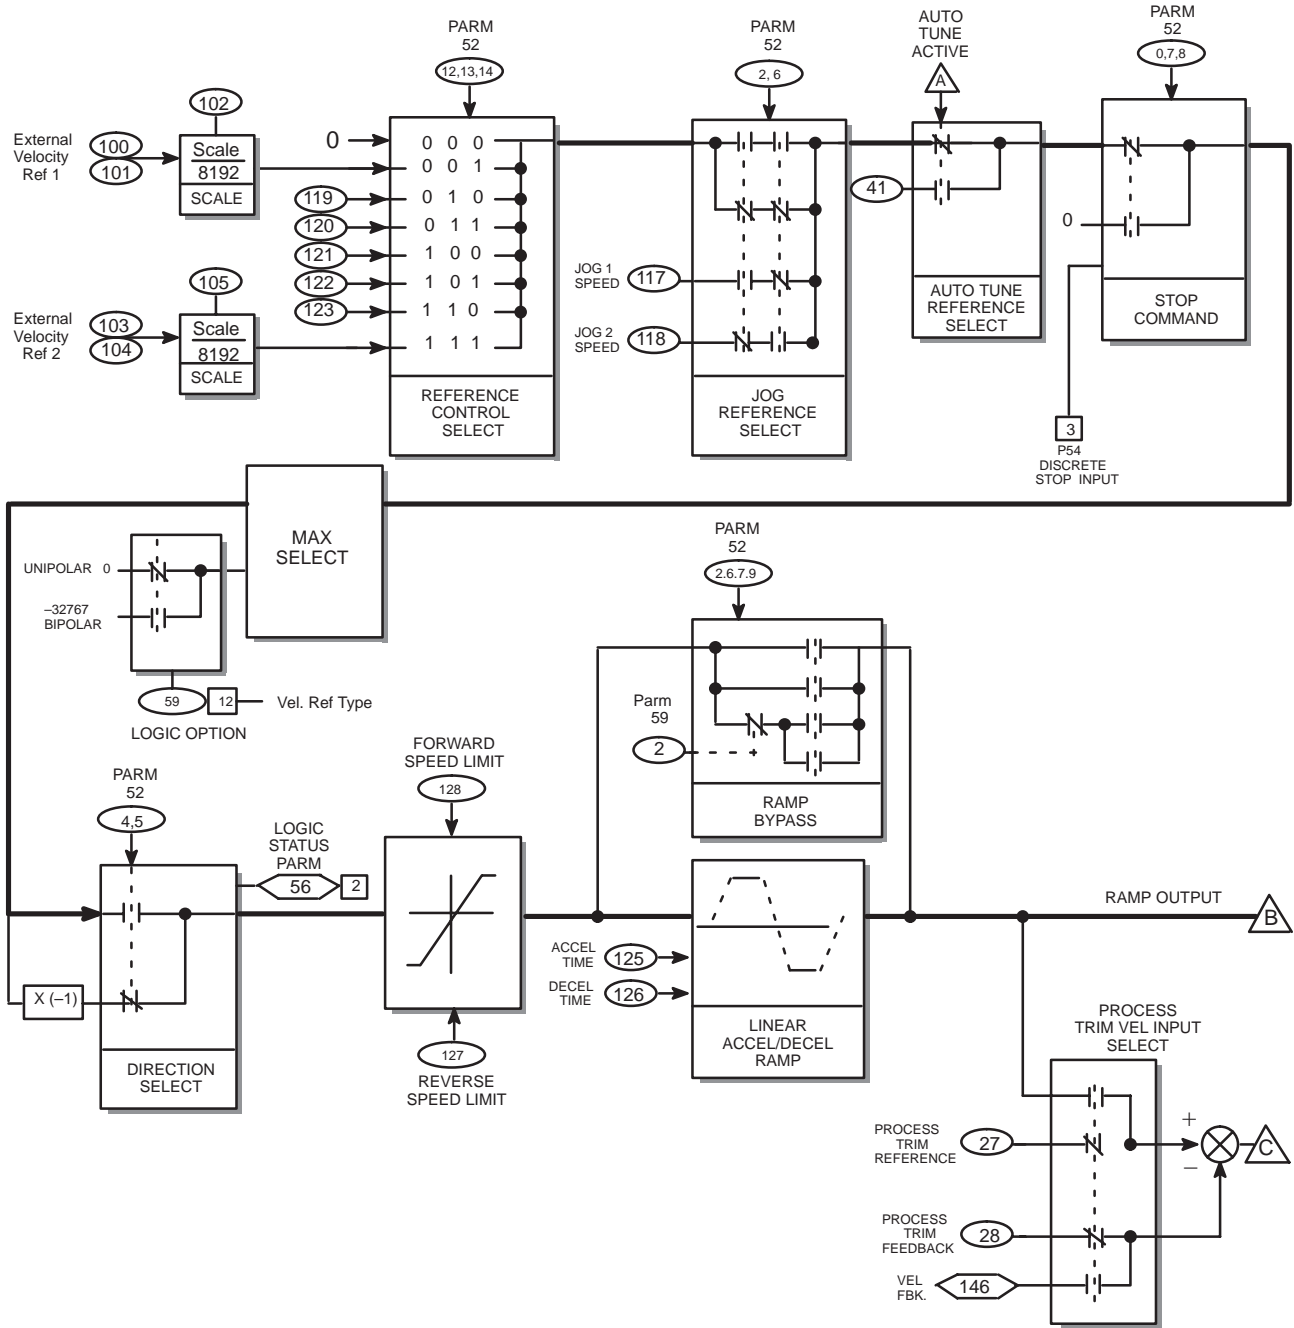 PARM
52
12,13,14
PARM
52
2, 6
AUTO
TUNE
ACTIVE
A
PARM
52
0,7,8
External
Velocity
Ref 1
100
101
102
Scale
8192
SCALE
0
0 0 0
0 0 1
119
0 1 0
120
0 1 1
121
1 0 0
122
1 0 1
123
1 1 0
1 1 1
REFERENCE
CONTROL
SELECT
External
Velocity
Ref 2
103
104
105
Scale
8192
SCALE
JOG 1
SPEED
117
JOG 2
SPEED
118
JOG
REFERENCE
SELECT
41
AUTO TUNE
REFERENCE
SELECT
0
STOP
COMMAND
3
P54
DISCRETE
STOP INPUT
MAX
SELECT
UNIPOLAR 0
–32767
BIPOLAR
59
12
Vel. Ref Type
LOGIC OPTION
PARM
52
2.6.7.9
Parm
59
2
RAMP
BYPASS
PARM
52
4,5
LOGIC
STATUS
PARM
56
2
X (–1)
DIRECTION
SELECT
FORWARD
SPEED LIMIT
128
127
REVERSE
SPEED LIMIT
ACCEL
TIME
125
DECEL
TIME
126
LINEAR
ACCEL/DECEL
RAMP
RAMP OUTPUT
B
PROCESS
TRIM VEL INPUT
SELECT
PROCESS
TRIM
REFERENCE
27
+
–
C
PROCESS
TRIM
FEEDBACK
28
VEL
FBK.
146